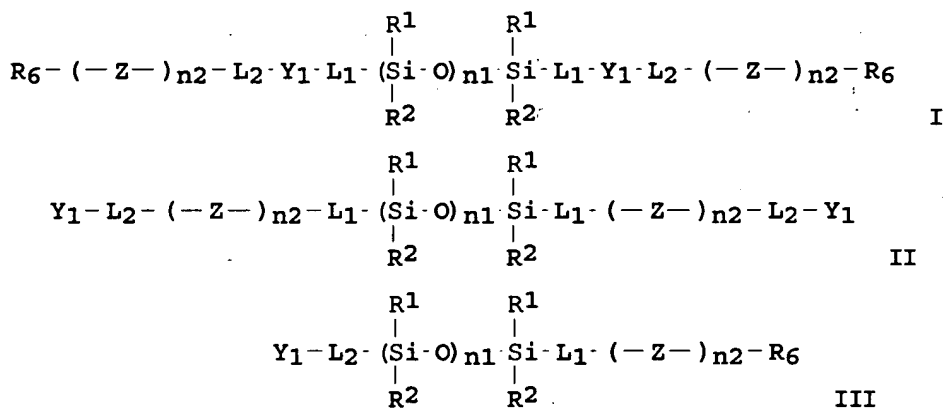 R1 R1
R6-(-Z-)n2-L2-Y1-L1-(Si-O)n1-Si-L1-Y1-L2-(-Z-)n2-R6
R2 R2
I
R1 R1
Y1-L2-(-Z-)n2-L1-(Si-O)n1-Si-L1-(-Z-)n2-L2-Y1
R2 R2
II
R1 R1
Y1-L2-(Si-O)n1-Si-L1-(-Z-)n2-R6
R2 R2
III